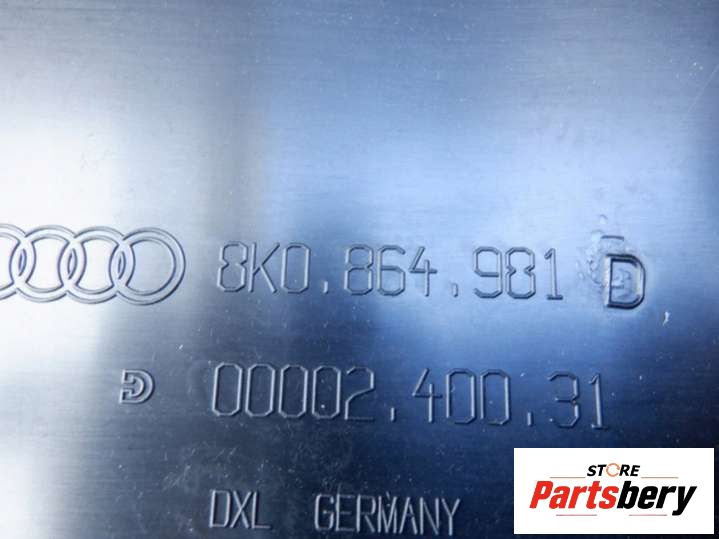 8K0.864.981 D
00002.400.31
DXL GERMANY
STORE
Partsbery